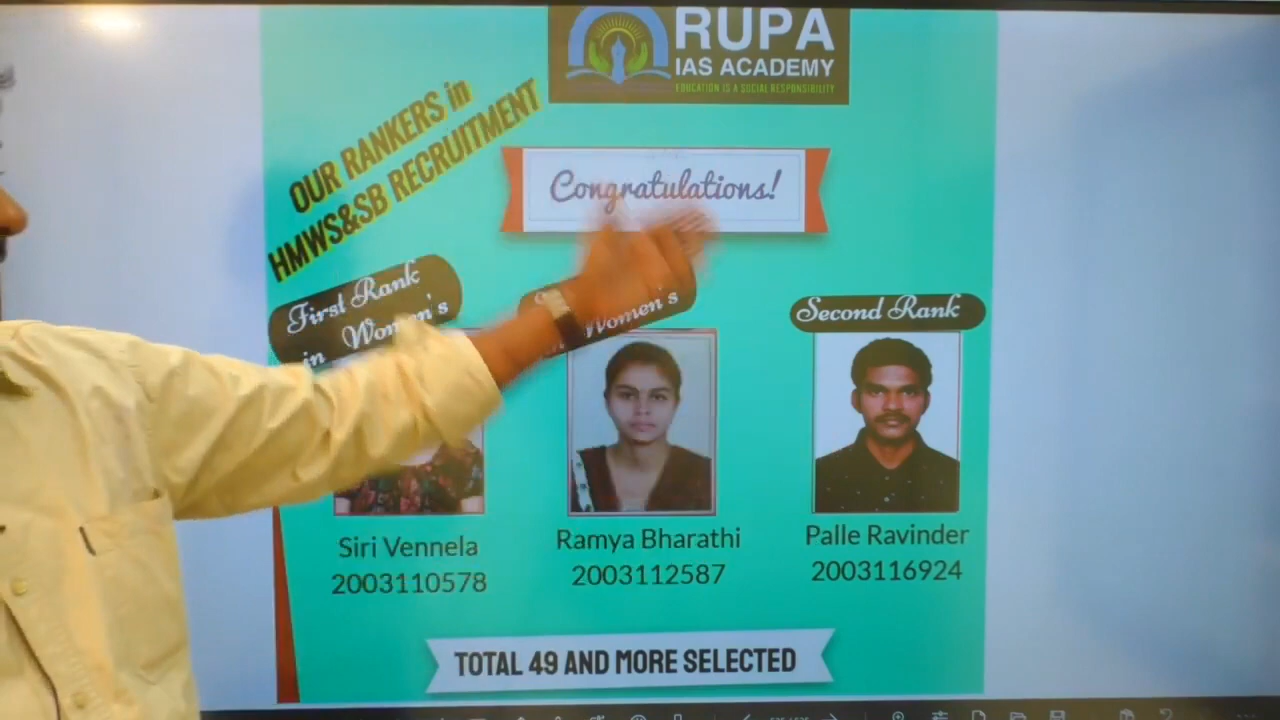 RUPA
IAS ACADEMY
EDUCATION IS A SOCIAL RESPONSIBILITY
OUR RANKERS in
HMWS&SB RECRUITMENT
Congratulations!
First Rank
in Women's
Women's
Second Rank
Siri Vennela
2003110578
Ramya Bharathi
2003112587
Palle Ravinder
2003116924
TOTAL 49 AND MORE SELECTED